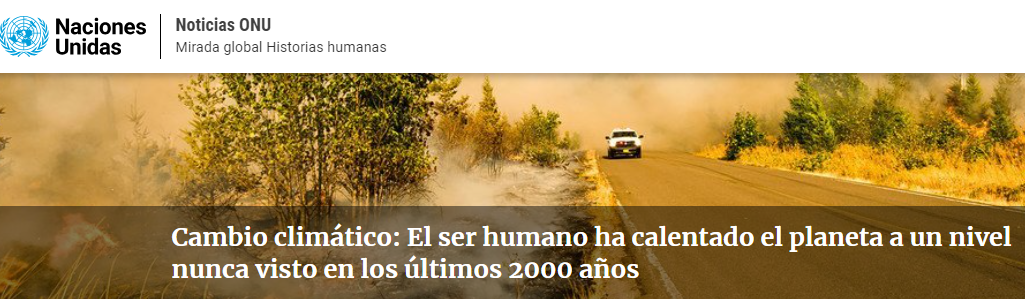 Naciones
Unidas
Noticias ONU
Mirada global Historias humanas
Cambio climático: El ser humano ha calentado el planeta a un nivel
nunca visto en los últimos 2000 años